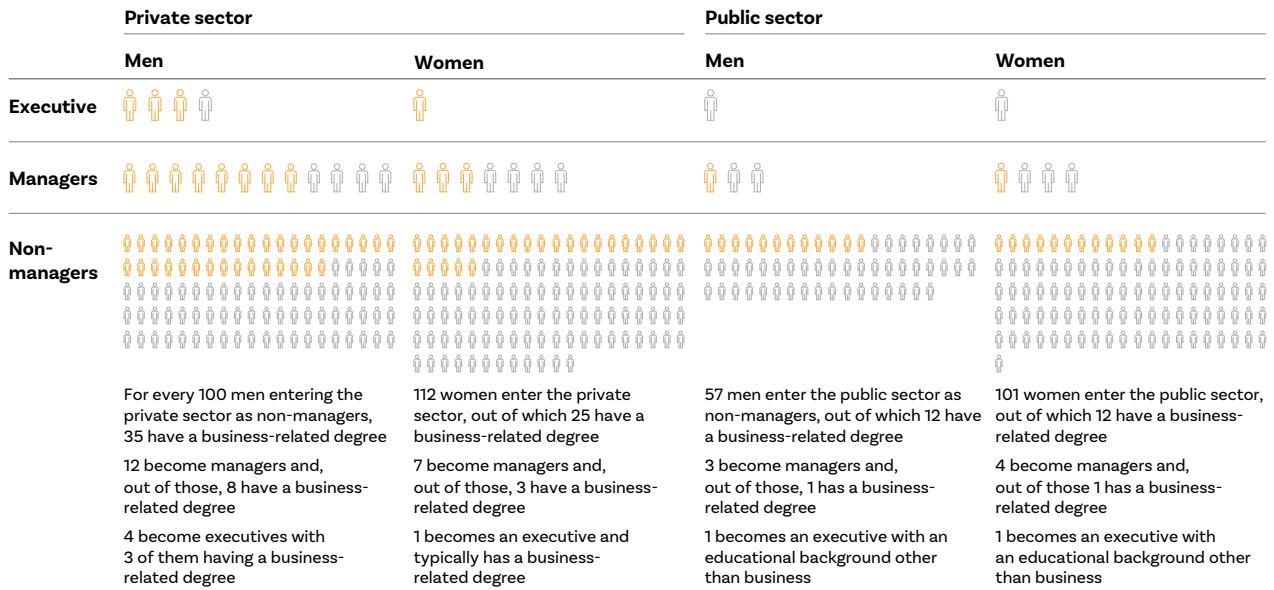 Private sector
Public sector
Men
Women
Men
Women
Executive
Managers
Non-
managers
For every 100 men entering the
private sector as non-managers,
35 have a business-related degree
12 become managers and,
out of those, 8 have a business-
related degree
4 become executives with
3 of them having a business-
related degree
112 women enter the private
sector, out of which 25 have a
business-related degree
7 become managers and,
out of those, 3 have a business-
related degree
1 becomes an executive and
typically has a business-
related degree
57 men enter the public sector as
non-managers, out of which 12 have
a business-related degree
3 become managers and,
out of those, 1 has a business-
related degree
1 becomes an executive with an
educational background other
than business
101 women enter the public sector,
out of which 12 have a business-
related degree
4 become managers and,
out of those 1 has a business-
related degree
1 becomes an executive with
an educational background other
than business